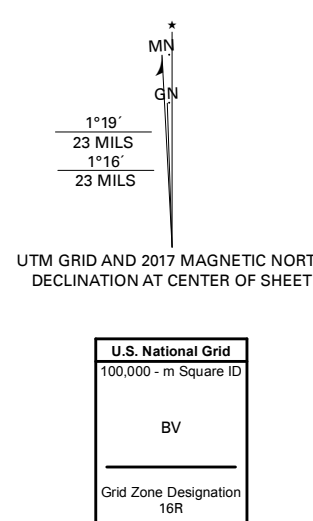 ★
MN
GN
1°19´
23 MILS
1°16´
23 MILS
UTM GRID AND 2017 MAGNETIC NORT
DECLINATION AT CENTER OF SHEET
U.S. National Grid
100,000 - m Square ID
BV
Grid Zone Designation
16R